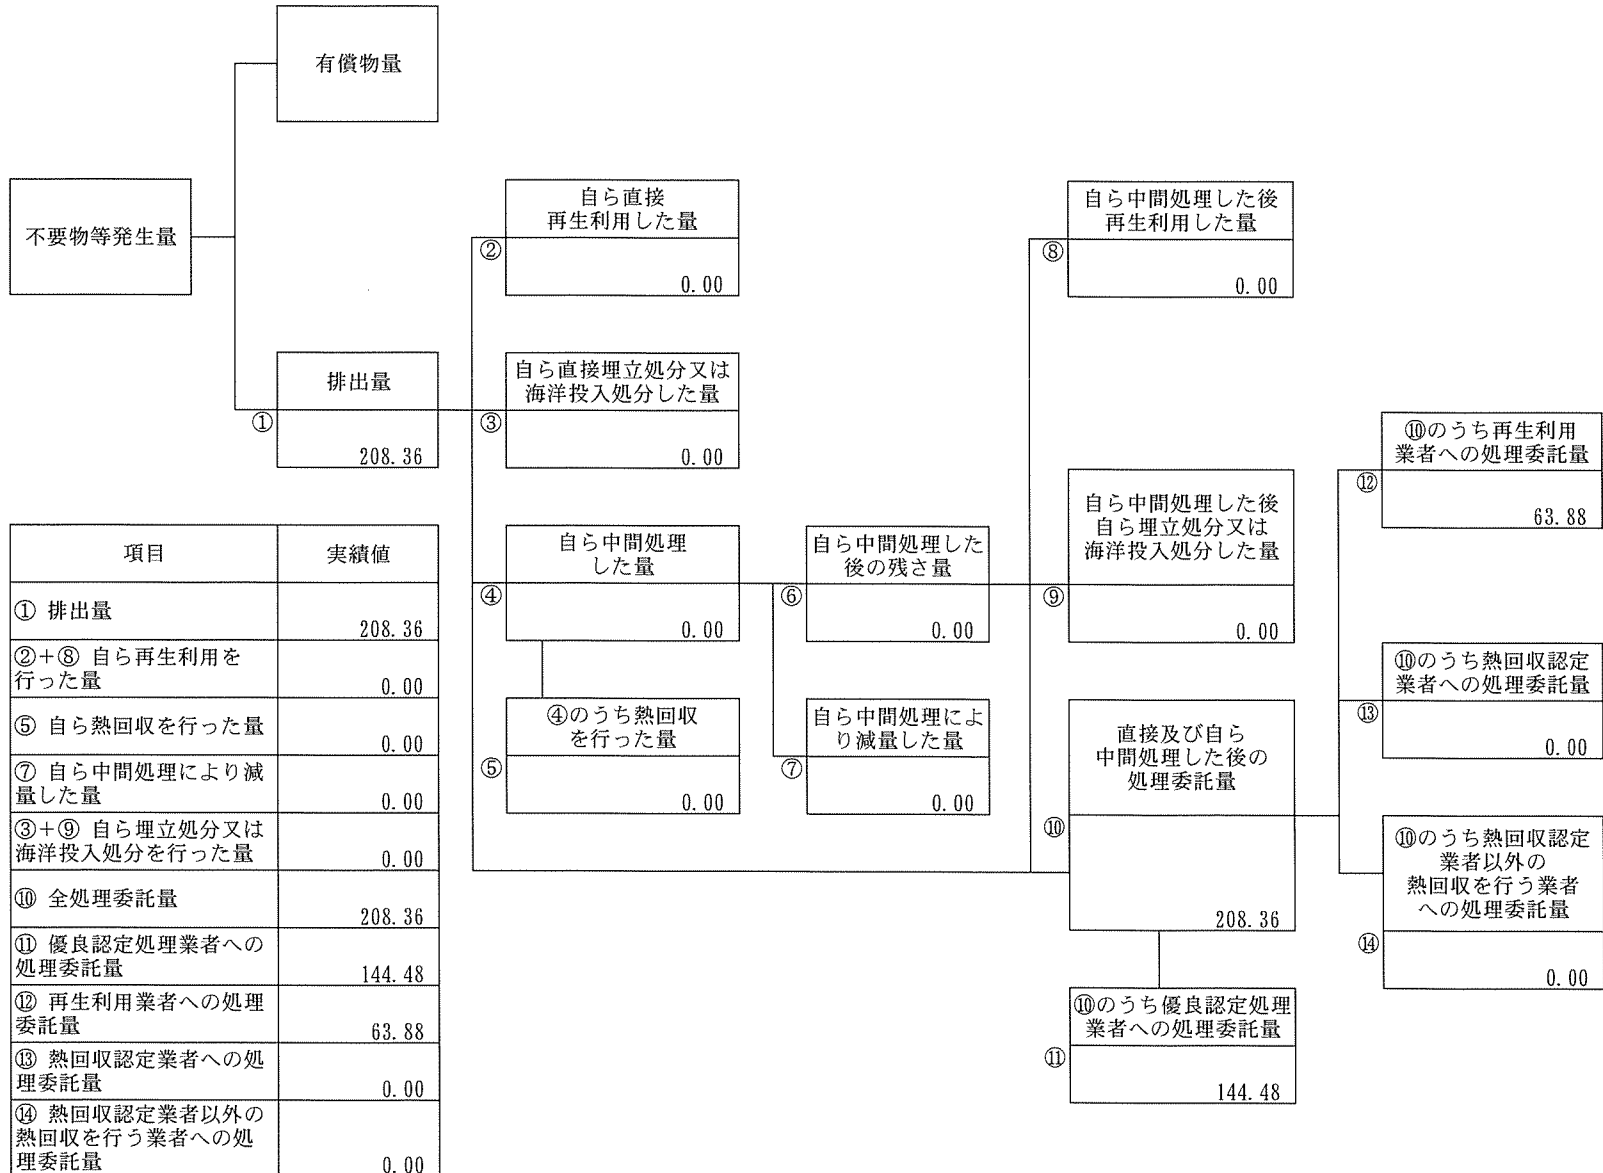 有償物量
不要物等発生量
排出量
①
208.36
自ら直接
再生利用した量
②
0.00
自ら直接埋立処分又は
海洋投入処分した量
③
0.00
自ら中間処理
した量
④
0.00
④のうち熱回収
を行った量
⑤
0.00
自ら中間処理した
後の残さ量
⑥
0.00
自ら中間処理によ
り減量した量
⑦
0.00
自ら中間処理した後
再生利用した量
⑧
0.00
自ら中間処理した後
自ら埋立処分又は
海洋投入処分した量
⑨
0.00
直接及び自ら
中間処理した後の
処理委託量
⑩
208.36
⑩のうち優良認定処理
業者への処理委託量
⑪
144.48
⑩のうち再生利用
業者への処理委託量
⑫
63.88
⑩のうち熱回収認定
業者への処理委託量
⑬
0.00
⑩のうち熱回収認定
業者以外の
熱回収を行う業者
への処理委託量
⑭
0.00
項目 実績値
① 排出量
208.36
②+⑧ 自ら再生利用を
行った量 0.00
⑤ 自ら熱回収を行った量
0.00
⑦ 自ら中間処理により減
量した量 0.00
③+⑨ 自ら埋立処分又は
海洋投入処分を行った量 0.00
⑩ 全処理委託量
208.36
⑪ 優良認定処理業者への
処理委託量 144.48
⑫ 再生利用業者への処理
委託量 63.88
⑬ 熱回収認定業者への処
理委託量 0.00
⑭ 熱回収認定業者以外の
熱回収を行う業者への処
理委託量 0.00